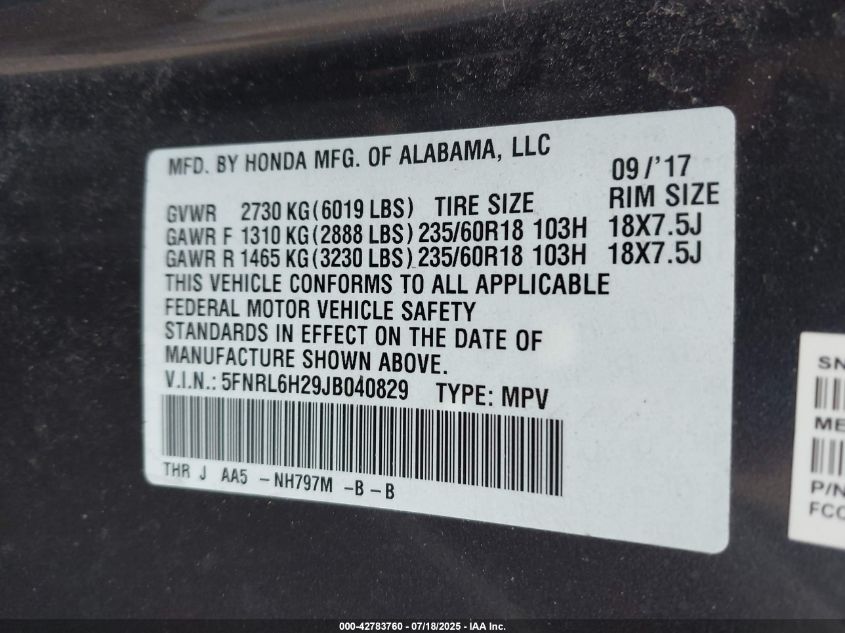 MFD. BY HONDA MFG. OF ALABAMA, LLC
09/'17
GVWR 2730 KG(6019 LBS) TIRE SIZE RIM SIZE
GAWR F 1310 KG(2888 LBS) 235/60R18 103H 18X7.5J
GAWR R 1465 KG(3230 LBS) 235/60R18 103H 18X7.5J
THIS VEHICLE CONFORMS TO ALL APPLICABLE
FEDERAL MOTOR VEHICLE SAFETY
STANDARDS IN EFFECT ON THE DATE OF
MANUFACTURE SHOWN ABOVE.
V.I.N.: 5FNRL6H29JB040829 TYPE: MPV
THR J AA5 -NH797M -B-B
SN
ME
P/N
FCC
000-42783760 - 07/18/2025 - IAA Inc.